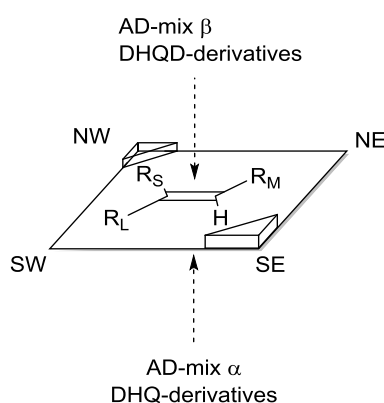 AD-mix β
DHQD-derivatives
NW
NE
RS
RM
RL
H
SW
SE
AD-mix α
DHQ-derivatives